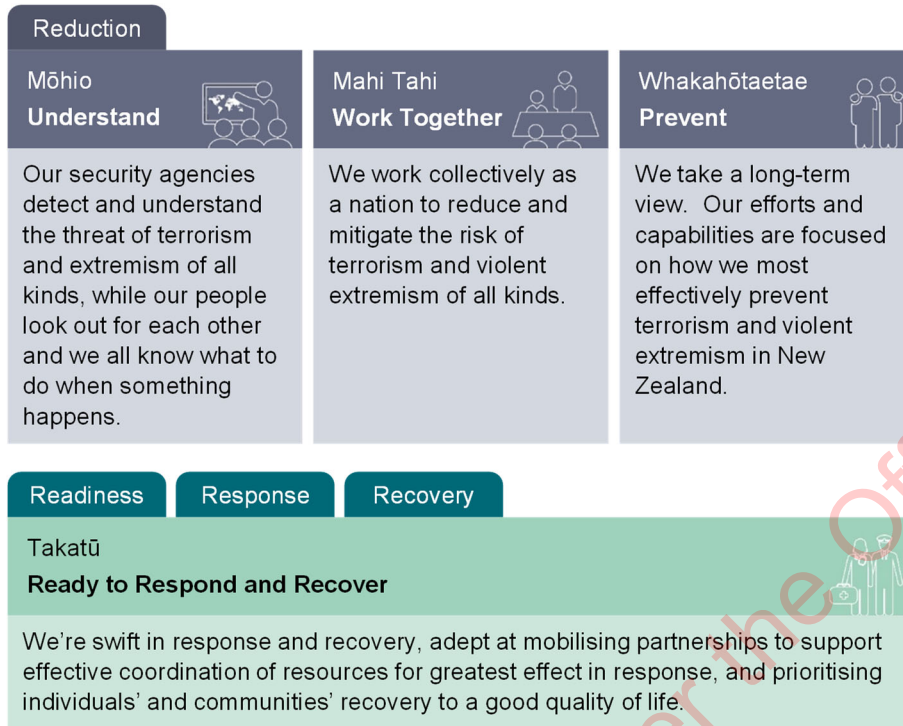 Reduction
Mōhio
Understand
Our security agencies
detect and understand
the threat of terrorism
and extremism of all
kinds, while our people
look out for each other
and we all know what to
do when something
happens.
Mahi Tahi
Work Together
We work collectively as
a nation to reduce and
mitigate the risk of
terrorism and violent
extremism of all kinds.
Whakahōtaetae
Prevent
We take a long-term
view. Our efforts and
capabilities are focused
on how we most
effectively prevent
terrorism and violent
extremism in New
Zealand.
Readiness
Response
Recovery
Takatū
Ready to Respond and Recover
We're swift in response and recovery, adept at mobilising partnerships to support
effective coordination of resources for greatest effect in response, and prioritising
individuals' and communities' recovery to a good quality of life.
the